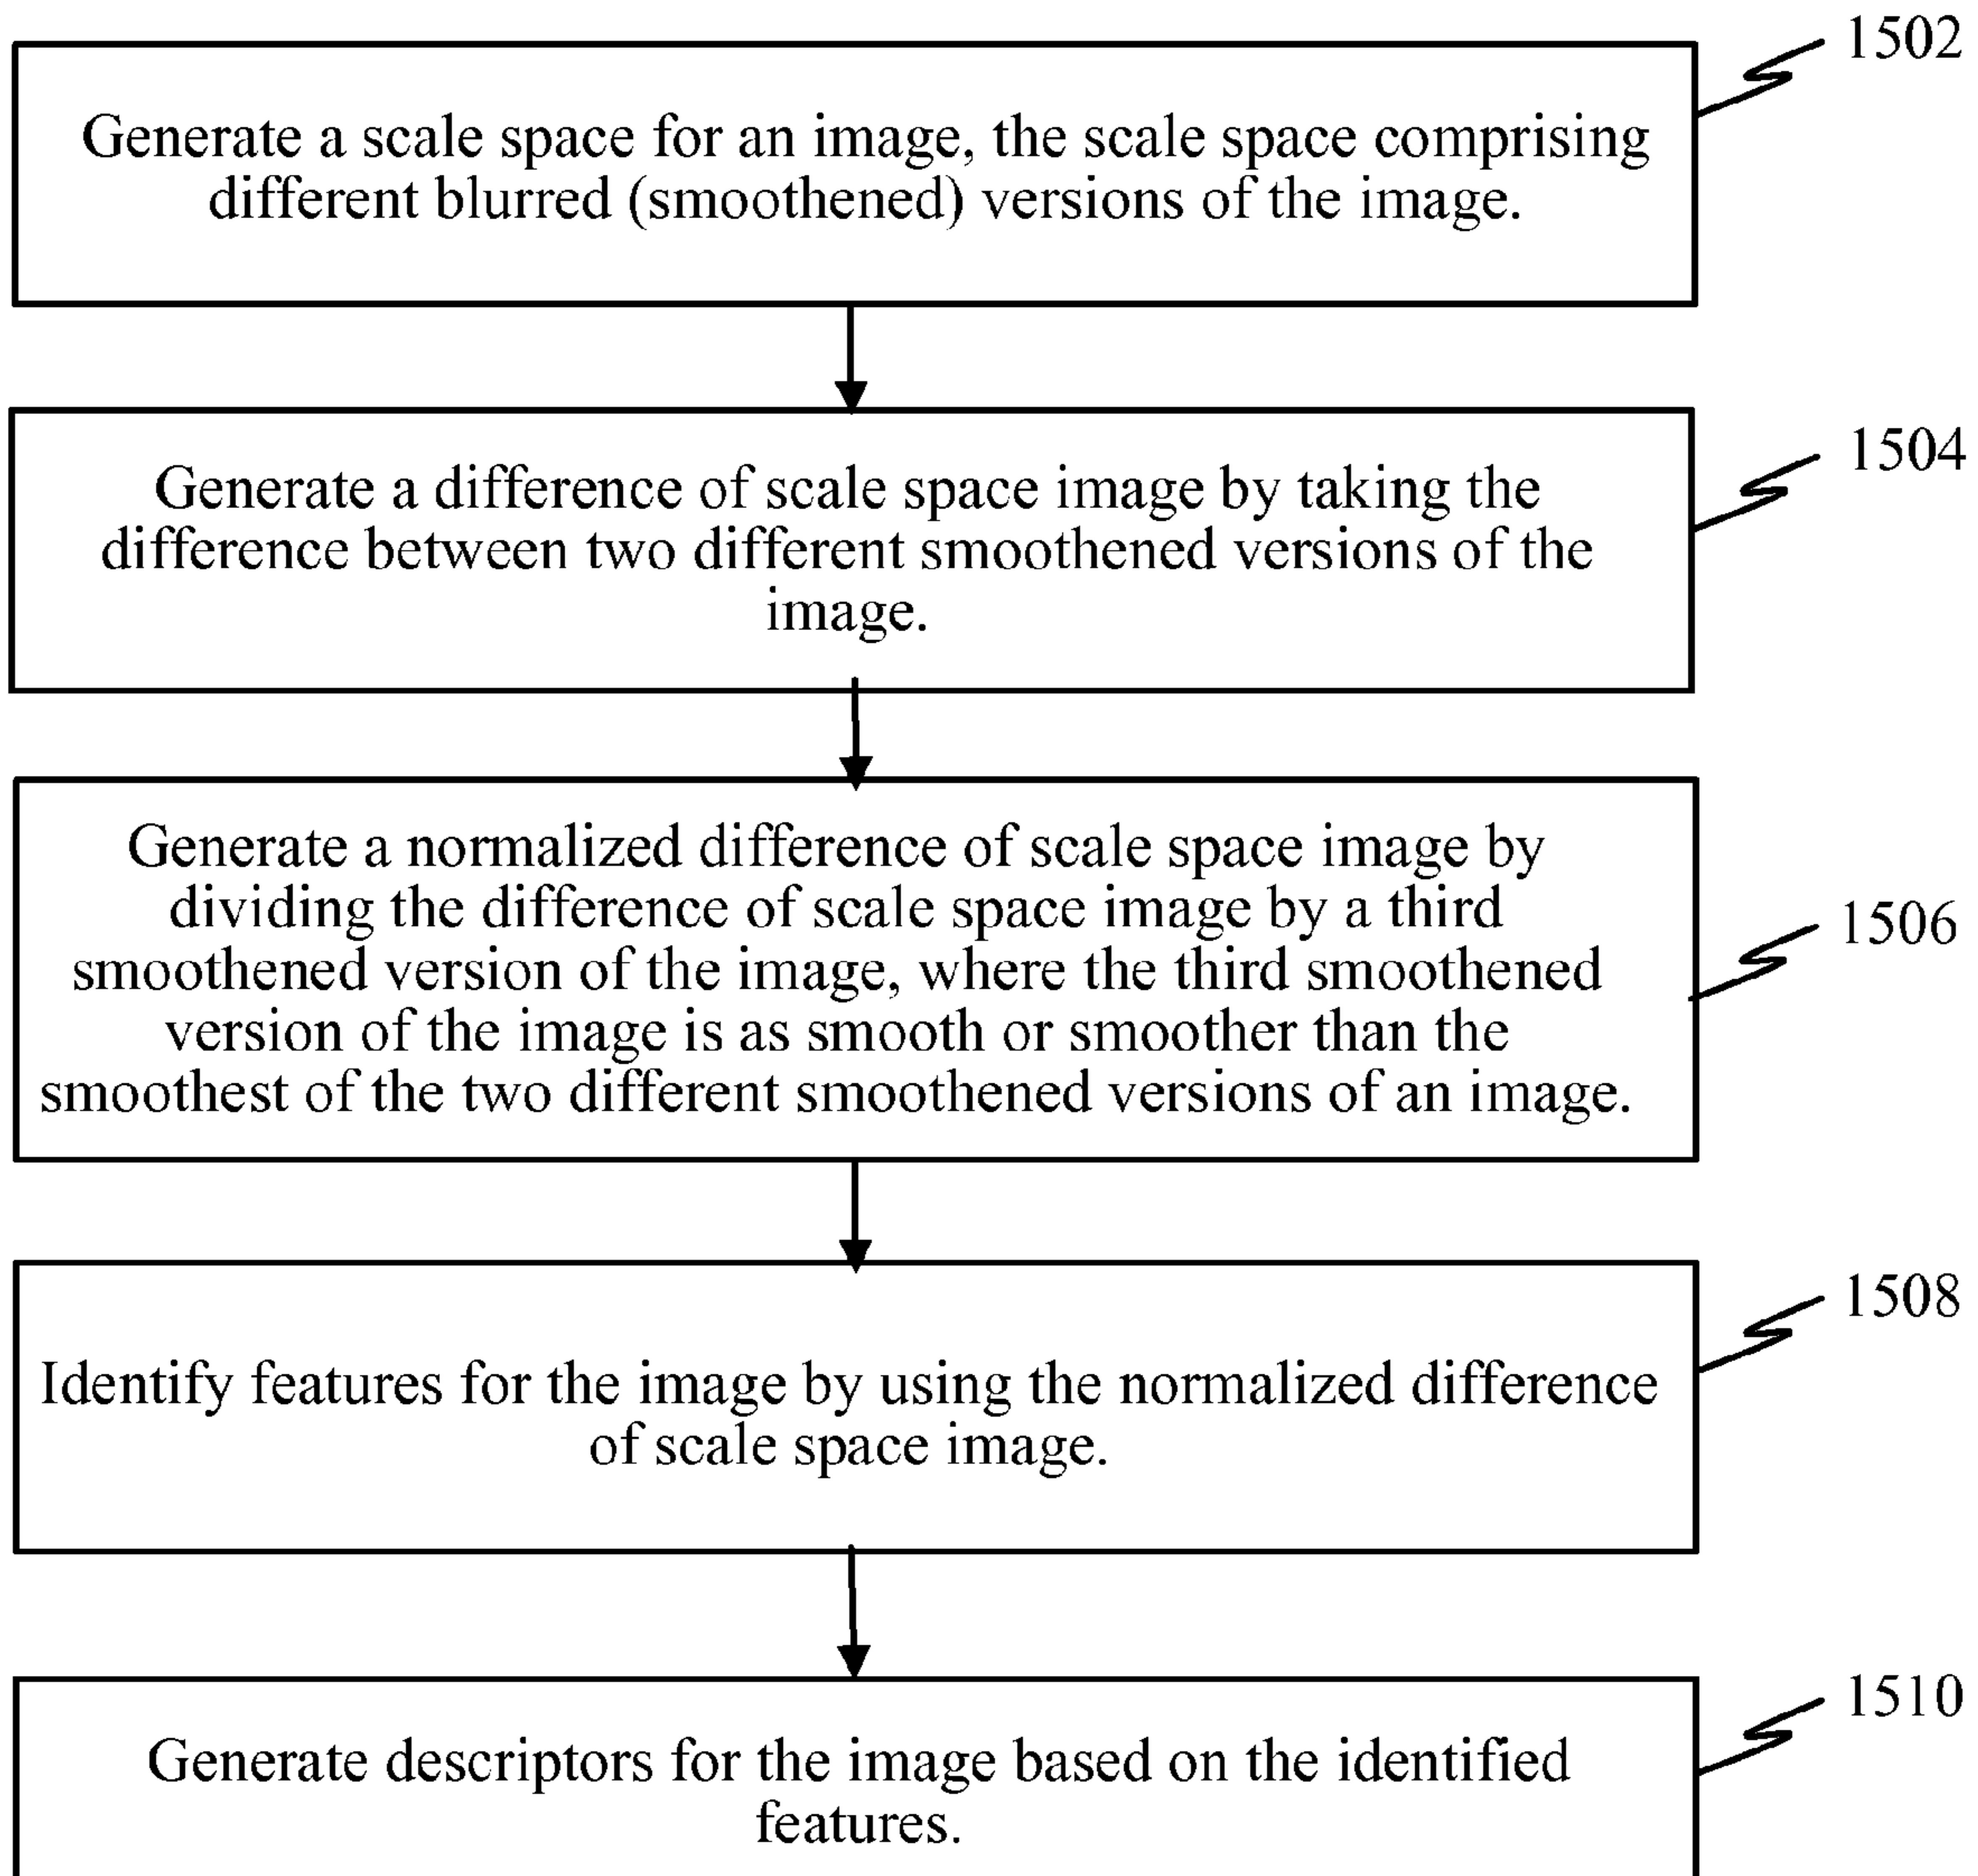 1502
Generate a scale space for an image, the scale space comprising
different blurred (smoothened) versions of the image.
1504
Generate a difference of scale space image by taking the
difference between two different smoothened versions of the
image.
1506
Generate a normalized difference of scale space image by
dividing the difference of scale space image by a third
smoothened version of the image, where the third smoothened
version of the image is as smooth or smoother than the
smoothest of the two different smoothened versions of an image.
1508
Identify features for the image by using the normalized difference
of scale space image.
1510
Generate descriptors for the image based on the identified
features.